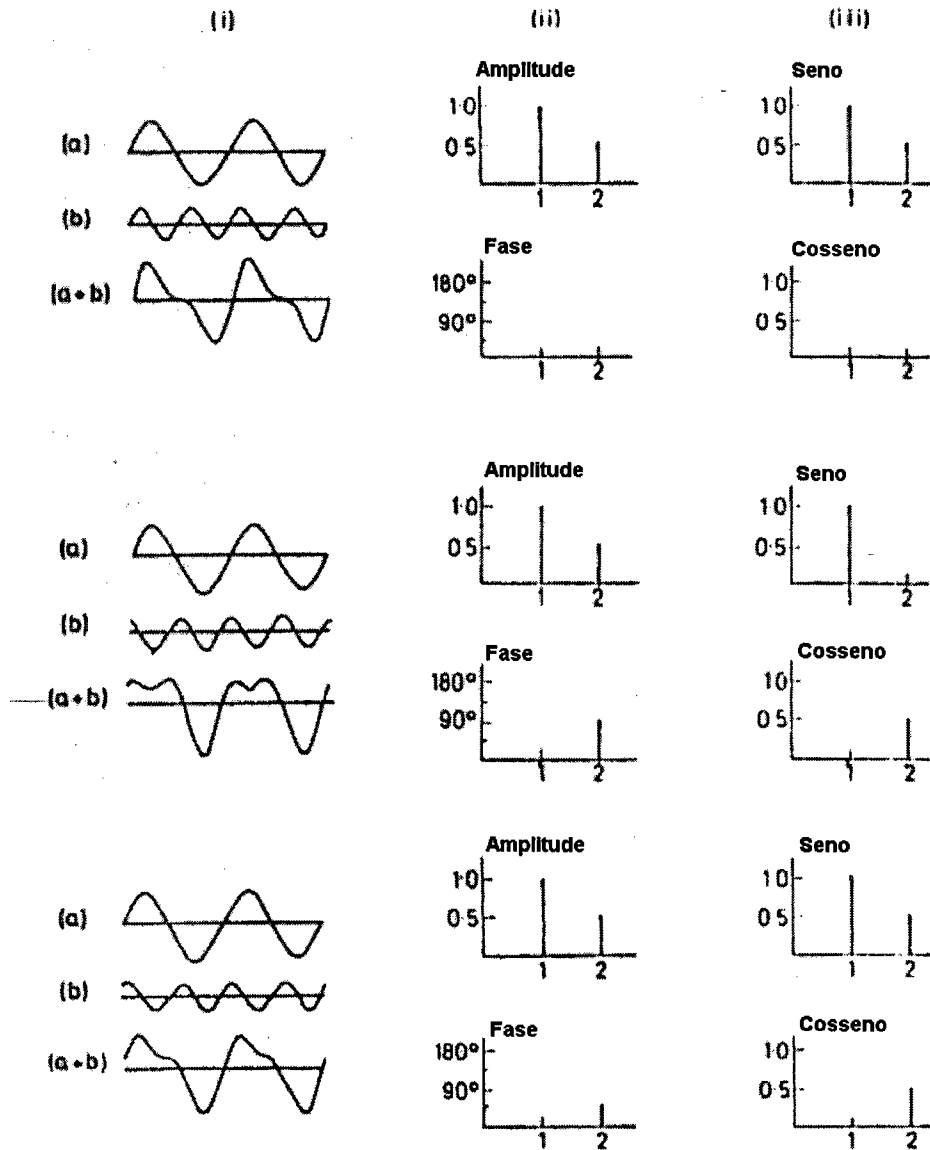 (i) (ii) (iii)
Amplitude Seno
(a) 1·0 10
0 5 0 5
(b) 1 2 1 2
Fase Cosseno
(a+b) 180° 1·0
90° 0 5
1 2 1 2
Amplitude Seno
(a) 1·0 1·0
0·5 0·5
(b) 1 2 1 2
Fase Cosseno
(a+b) 180° 10
90° 0 5
1 2 1 2
Amplitude Seno
(a) 1·0 1·0
0·5 0·5
(b) 1 2 1 2
Fase Cosseno
(a+b) 180° 1·0
90° 0·5
1 2 1 2